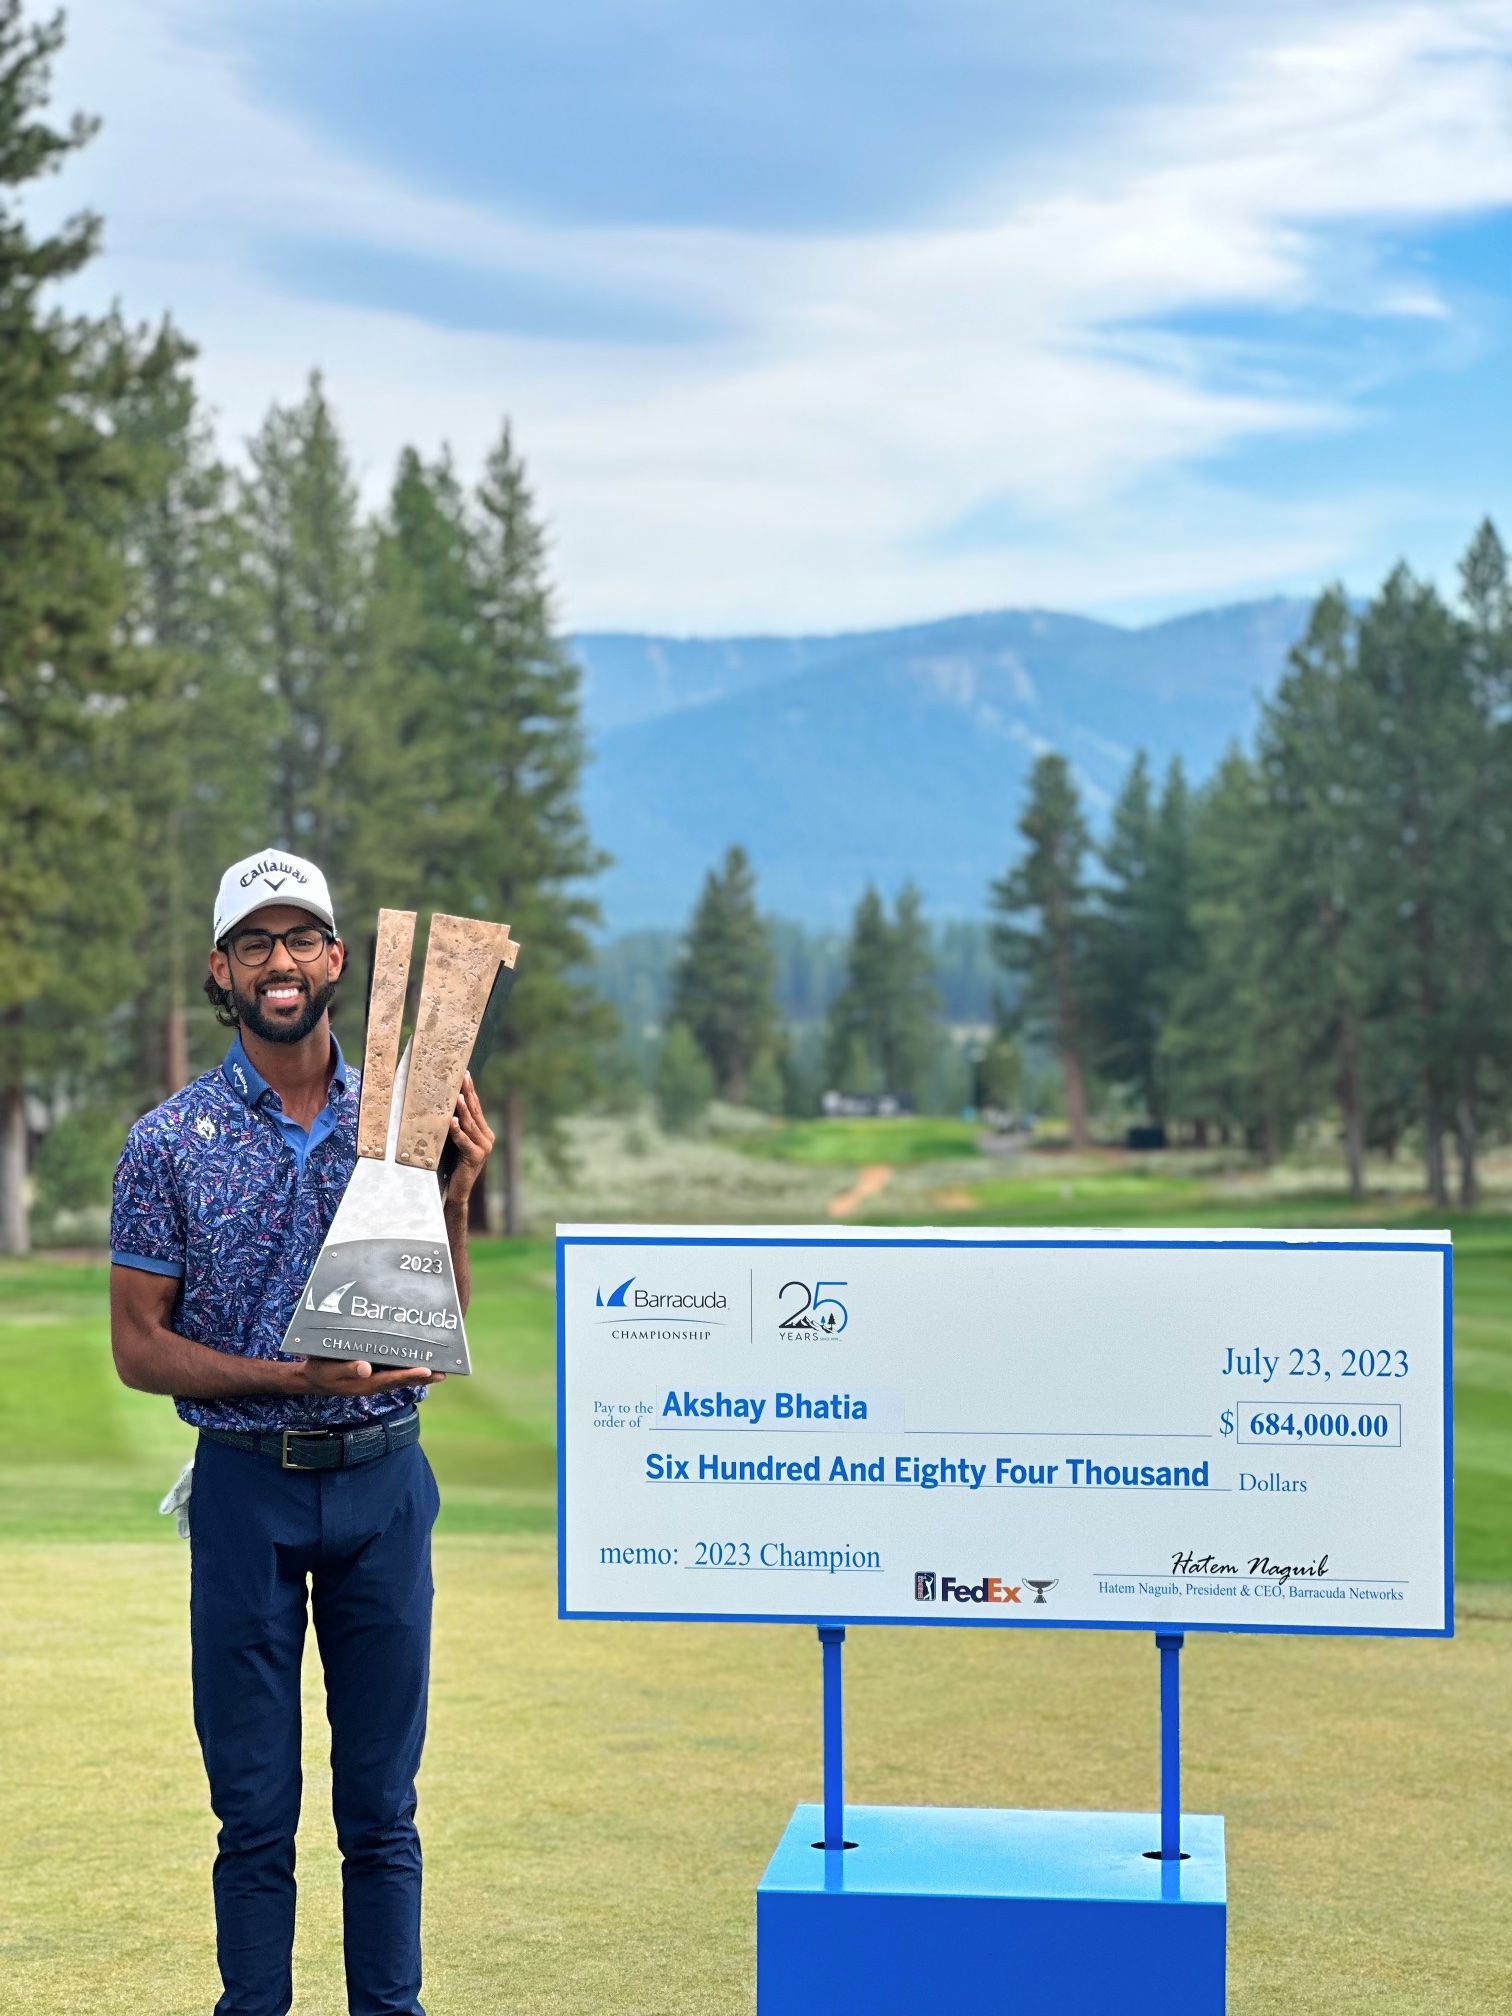 Callaway
Callaway
2023
Barracuda
CHAMPIONSHIP
Barracuda
CHAMPIONSHIP
25
YEARS
July 23, 2023
Pay to the
order of
Akshay Bhatia
$ 684,000.00
Six Hundred And Eighty Four Thousand Dollars
memo: 2023 Champion
FedEx
Hatem Naguib
Hatem Naguib, President & CEO, Barracuda Networks